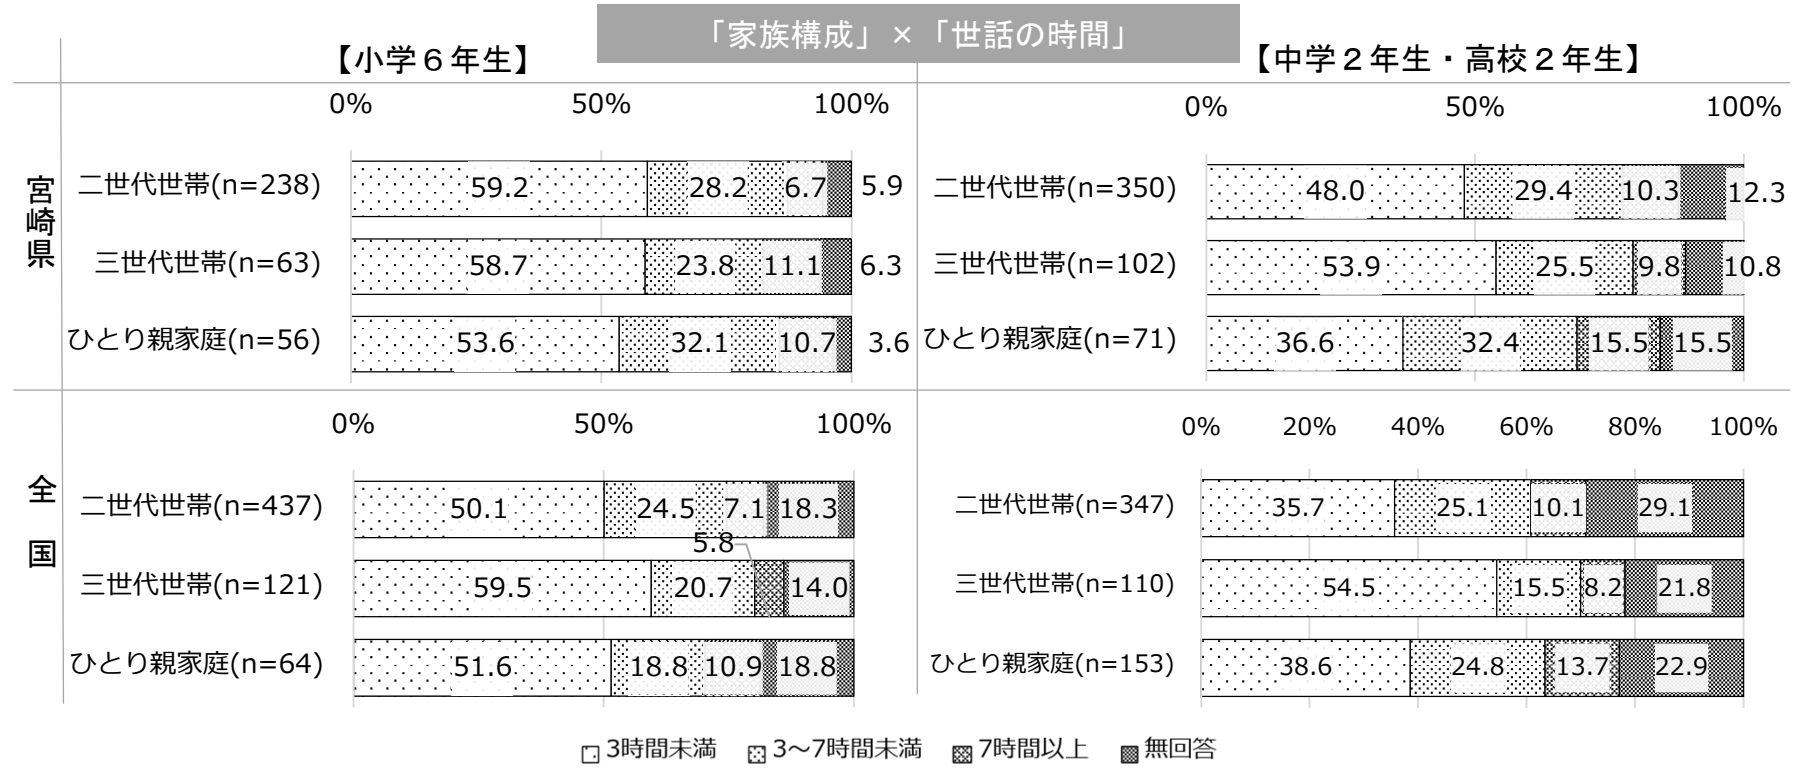 「家族構成」×「世話の時間」
【小学６年生】
【中学２年生・高校２年生】
宮崎県
0% 50% 100%
二世代世帯(n=238) 59.2 28.2 6.7 5.9
三世代世帯(n=63) 58.7 23.8 11.1 6.3
ひとり親家庭(n=56) 53.6 32.1 10.7 3.6
0% 50% 100%
二世代世帯(n=350) 48.0 29.4 10.3 12.3
三世代世帯(n=102) 53.9 25.5 9.8 10.8
ひとり親家庭(n=71) 36.6 32.4 15.5 15.5
全国
0% 50% 100%
二世代世帯(n=437) 50.1 24.5 7.1 18.3
三世代世帯(n=121) 59.5 20.7 5.8 14.0
ひとり親家庭(n=64) 51.6 18.8 10.9 18.8
0% 20% 40% 60% 80% 100%
二世代世帯(n=347) 35.7 25.1 10.1 29.1
三世代世帯(n=110) 54.5 15.5 8.2 21.8
ひとり親家庭(n=153) 38.6 24.8 13.7 22.9
3時間未満 3～7時間未満 7時間以上 無回答